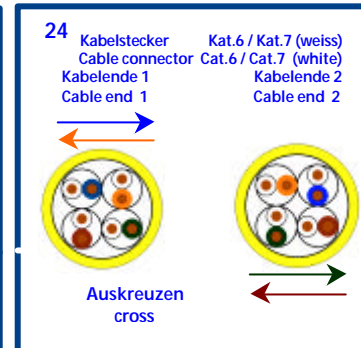 24
Kabelstecker Kat.6 / Kat.7 (weiss)
Cable connector Cat.6 / Cat.7 (white)
Kabelende 1 Kabelende 2
Cable end 1 Cable end 2
Auskreuzen
cross